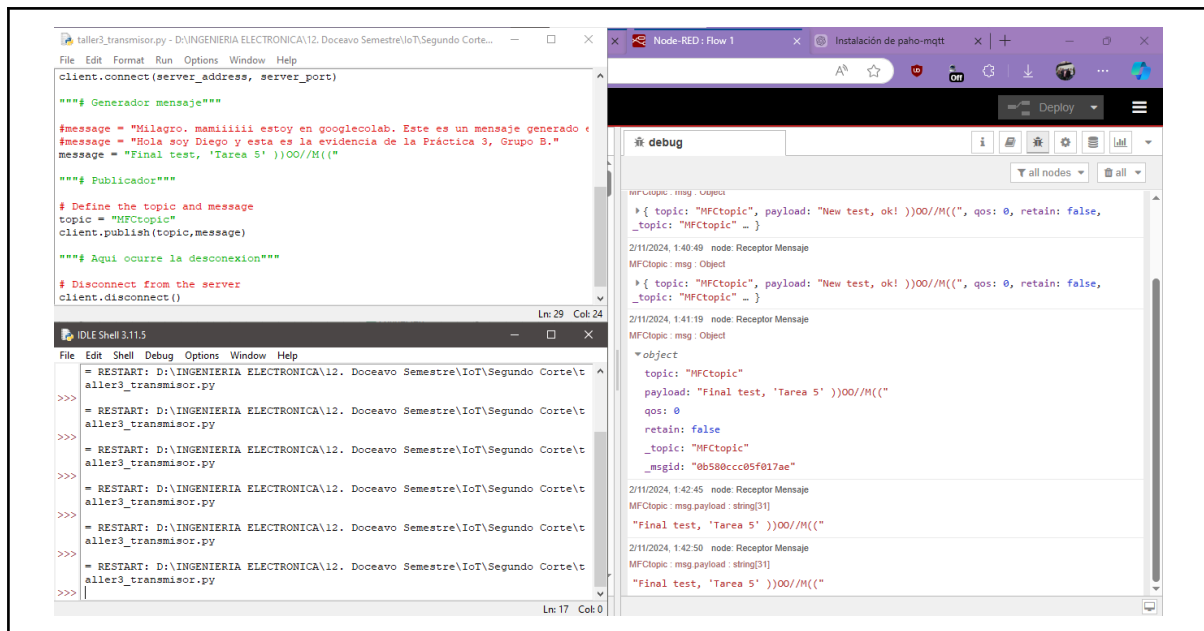 taller3_transmisor.py - D:\INGENIERIA ELECTRONICA\12. Doceavo Semestre\IoT\Segundo Corte...
File Edit Format Run Options Window Help
client.connect(server_address, server_port)
"""# Generador mensaje"""
#message = "Milagro. mamiiiiii estoy en googlecolab. Este es un mensaje generado e
#message = "Hola soy Diego y esta es la evidencia de la Práctica 3, Grupo B."
message = "Final test, 'Tarea 5' ))OO//M(("
"""# Publicador"""
# Define the topic and message
topic = "MFCtopic"
client.publish(topic,message)
"""# Aqui ocurre la desconexion"""
# Disconnect from the server
client.disconnect()
Ln: 29 Col: 24
IDLE Shell 3.11.5
File Edit Shell Debug Options Window Help
= RESTART: D:\INGENIERIA ELECTRONICA\12. Doceavo Semestre\IoT\Segundo Corte\t
aller3_transmisor.py
>>>
= RESTART: D:\INGENIERIA ELECTRONICA\12. Doceavo Semestre\IoT\Segundo Corte\t
aller3_transmisor.py
>>>
= RESTART: D:\INGENIERIA ELECTRONICA\12. Doceavo Semestre\IoT\Segundo Corte\t
aller3_transmisor.py
>>>
= RESTART: D:\INGENIERIA ELECTRONICA\12. Doceavo Semestre\IoT\Segundo Corte\t
aller3_transmisor.py
>>>
= RESTART: D:\INGENIERIA ELECTRONICA\12. Doceavo Semestre\IoT\Segundo Corte\t
aller3_transmisor.py
>>>
= RESTART: D:\INGENIERIA ELECTRONICA\12. Doceavo Semestre\IoT\Segundo Corte\t
aller3_transmisor.py
>>>
Ln: 17 Col: 0
Node-RED : Flow 1
Instalación de paho-mqtt
Off
Deploy
debug
all nodes all
MFCtopic : msg : Object
{ topic: "MFCtopic", payload: "New test, ok! ))OO//M((", qos: 0, retain: false,
_topic: "MFCtopic" … }
2/11/2024, 1:40:49 node: Receptor Mensaje
MFCtopic : msg : Object
{ topic: "MFCtopic", payload: "New test, ok! ))OO//M((", qos: 0, retain: false,
_topic: "MFCtopic" … }
2/11/2024, 1:41:19 node: Receptor Mensaje
MFCtopic : msg : Object
object
topic: "MFCtopic"
payload: "Final test, 'Tarea 5' ))OO//M(("
qos: 0
retain: false
_topic: "MFCtopic"
_msgid: "0b580ccc05f017ae"
2/11/2024, 1:42:45 node: Receptor Mensaje
MFCtopic : msg.payload : string[31]
"Final test, 'Tarea 5' ))OO//M(("
2/11/2024, 1:42:50 node: Receptor Mensaje
MFCtopic : msg.payload : string[31]
"Final test, 'Tarea 5' ))OO//M(("